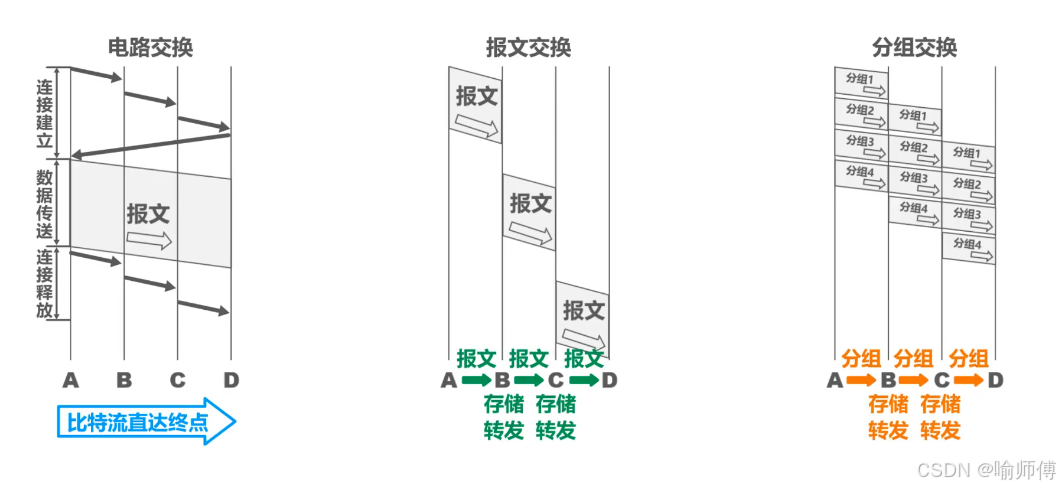 电路交换
连接建立
数据传送
报文
连接释放
A B C D
比特流直达终点
报文交换
报文
报文
报文
报文 报文 报文
A B C D
存储 存储
转发 转发
分组交换
分组1
分组2 分组1
分组3 分组2 分组1
分组4 分组3 分组2
分组4 分组3
分组4
分组 分组 分组
A B C D
存储 存储
转发 转发
CSDN @喻师傅